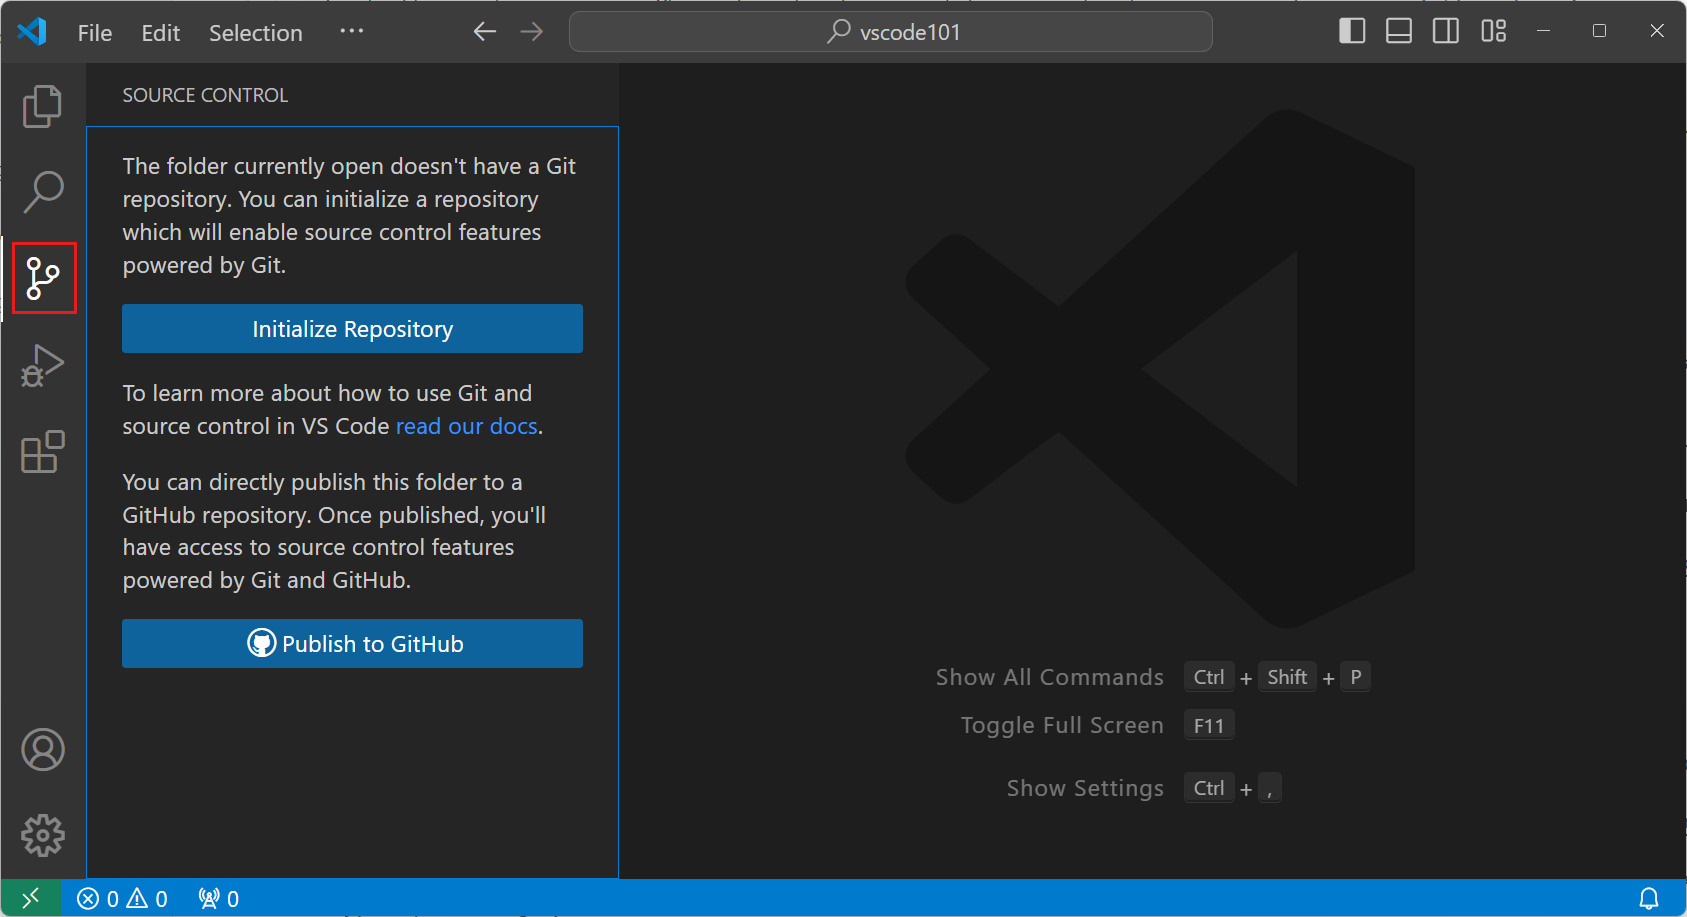 File Edit Selection ··· vscode101
SOURCE CONTROL
The folder currently open doesn't have a Git
repository. You can initialize a repository
which will enable source control features
powered by Git.
Initialize Repository
To learn more about how to use Git and
source control in VS Code read our docs.
You can directly publish this folder to a
GitHub repository. Once published, you'll
have access to source control features
powered by Git and GitHub.
Publish to GitHub
Show All Commands Ctrl + Shift + P
Toggle Full Screen F11
Show Settings Ctrl + ,
0 0 0